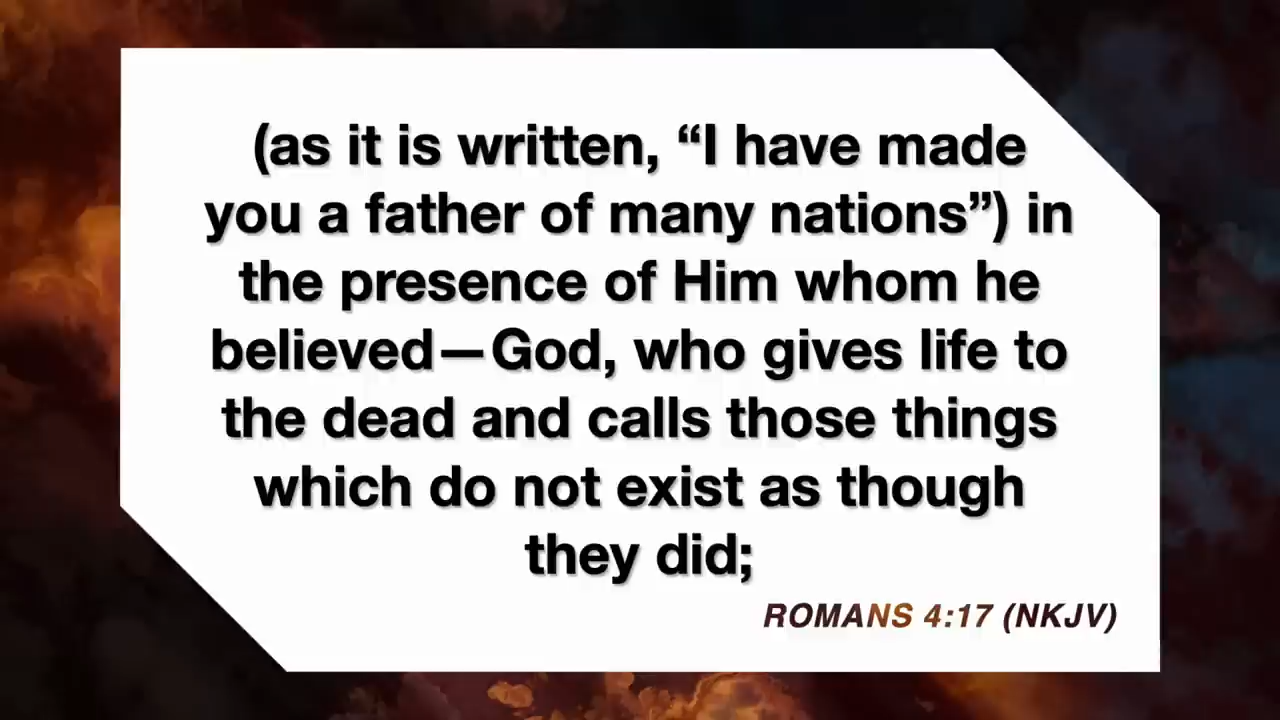 (as it is written, “I have made
you a father of many nations”) in
the presence of Him whom he
believed—God, who gives life to
the dead and calls those things
which do not exist as though
they did;
ROMANS 4:17 (NKJV)